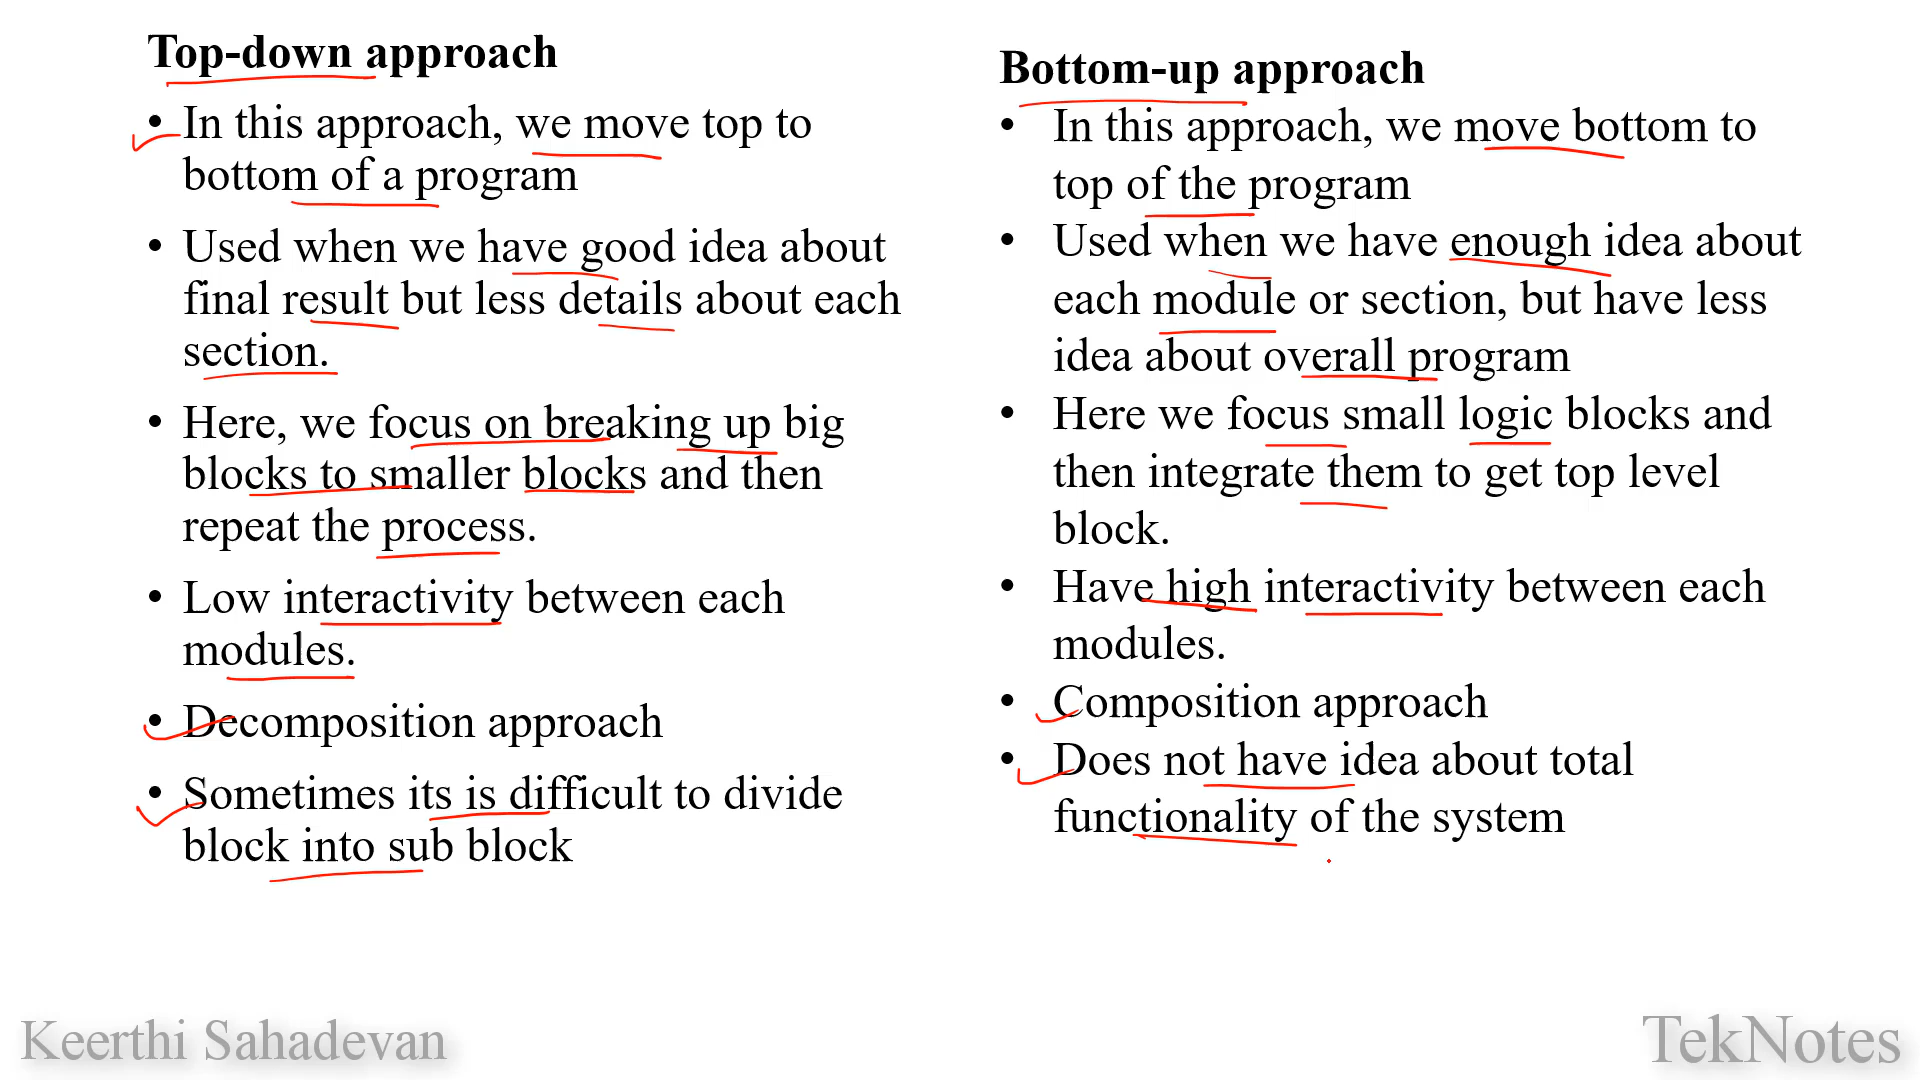 Top-down approach
• In this approach, we move top to
bottom of a program
• Used when we have good idea about
final result but less details about each
section.
• Here, we focus on breaking up big
blocks to smaller blocks and then
repeat the process.
• Low interactivity between each
modules.
• Decomposition approach
• Sometimes its is difficult to divide
block into sub block
Bottom-up approach
• In this approach, we move bottom to
top of the program
• Used when we have enough idea about
each module or section, but have less
idea about overall program
• Here we focus small logic blocks and
then integrate them to get top level
block.
• Have high interactivity between each
modules.
• Composition approach
• Does not have idea about total
functionality of the system
Keerthi Sahadevan
TekNotes